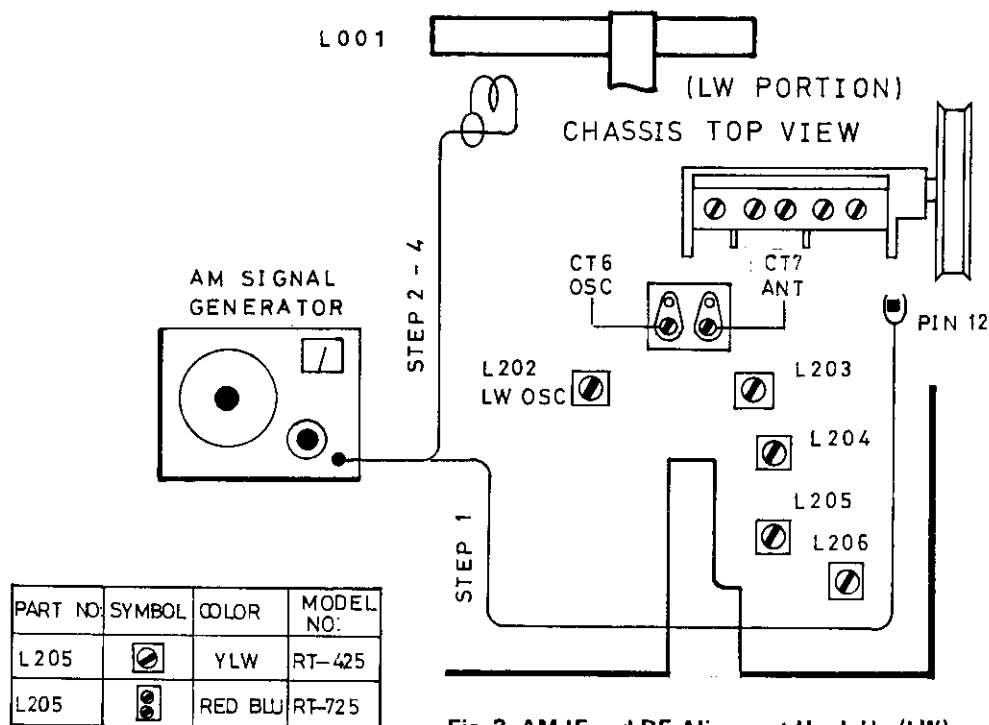 L001
(LW PORTION)
CHASSIS TOP VIEW
CT6
OSC
CT7
ANT
AM SIGNAL
GENERATOR
STEP 2-4
PIN 12
L202
LW OSC
L203
L204
L205
L206
STEP 1
PART NO: SYMBOL COLOR MODEL NO:
L205 YLW RT-425
L205 RED BLU RT-725